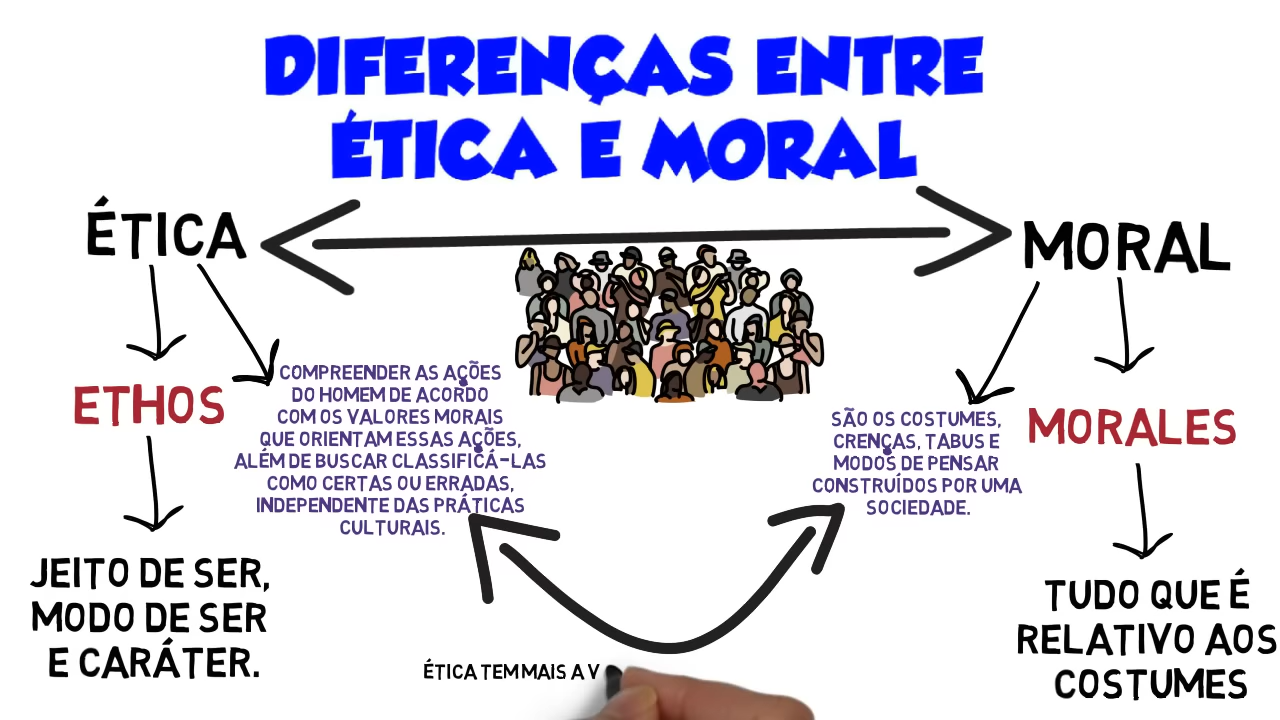 DIFERENÇAS ENTRE
ÉTICA E MORAL
ÉTICA
MORAL
ETHOS
COMPREENDER AS AÇÕES
DO HOMEM DE ACORDO
COM OS VALORES MORAIS
QUE ORIENTAM ESSAS AÇÕES,
ALÉM DE BUSCAR CLASSIFICÁ-LAS
COMO CERTAS OU ERRADAS,
INDEPENDENTE DAS PRÁTICAS
CULTURAIS.
SÃO OS COSTUMES,
CRENÇAS, TABUS E
MODOS DE PENSAR
CONSTRUÍDOS POR UMA
SOCIEDADE.
MORALES
JEITO DE SER,
MODO DE SER
E CARÁTER.
TUDO QUE É
RELATIVO AOS
COSTUMES
ÉTICA TEM MAIS A V